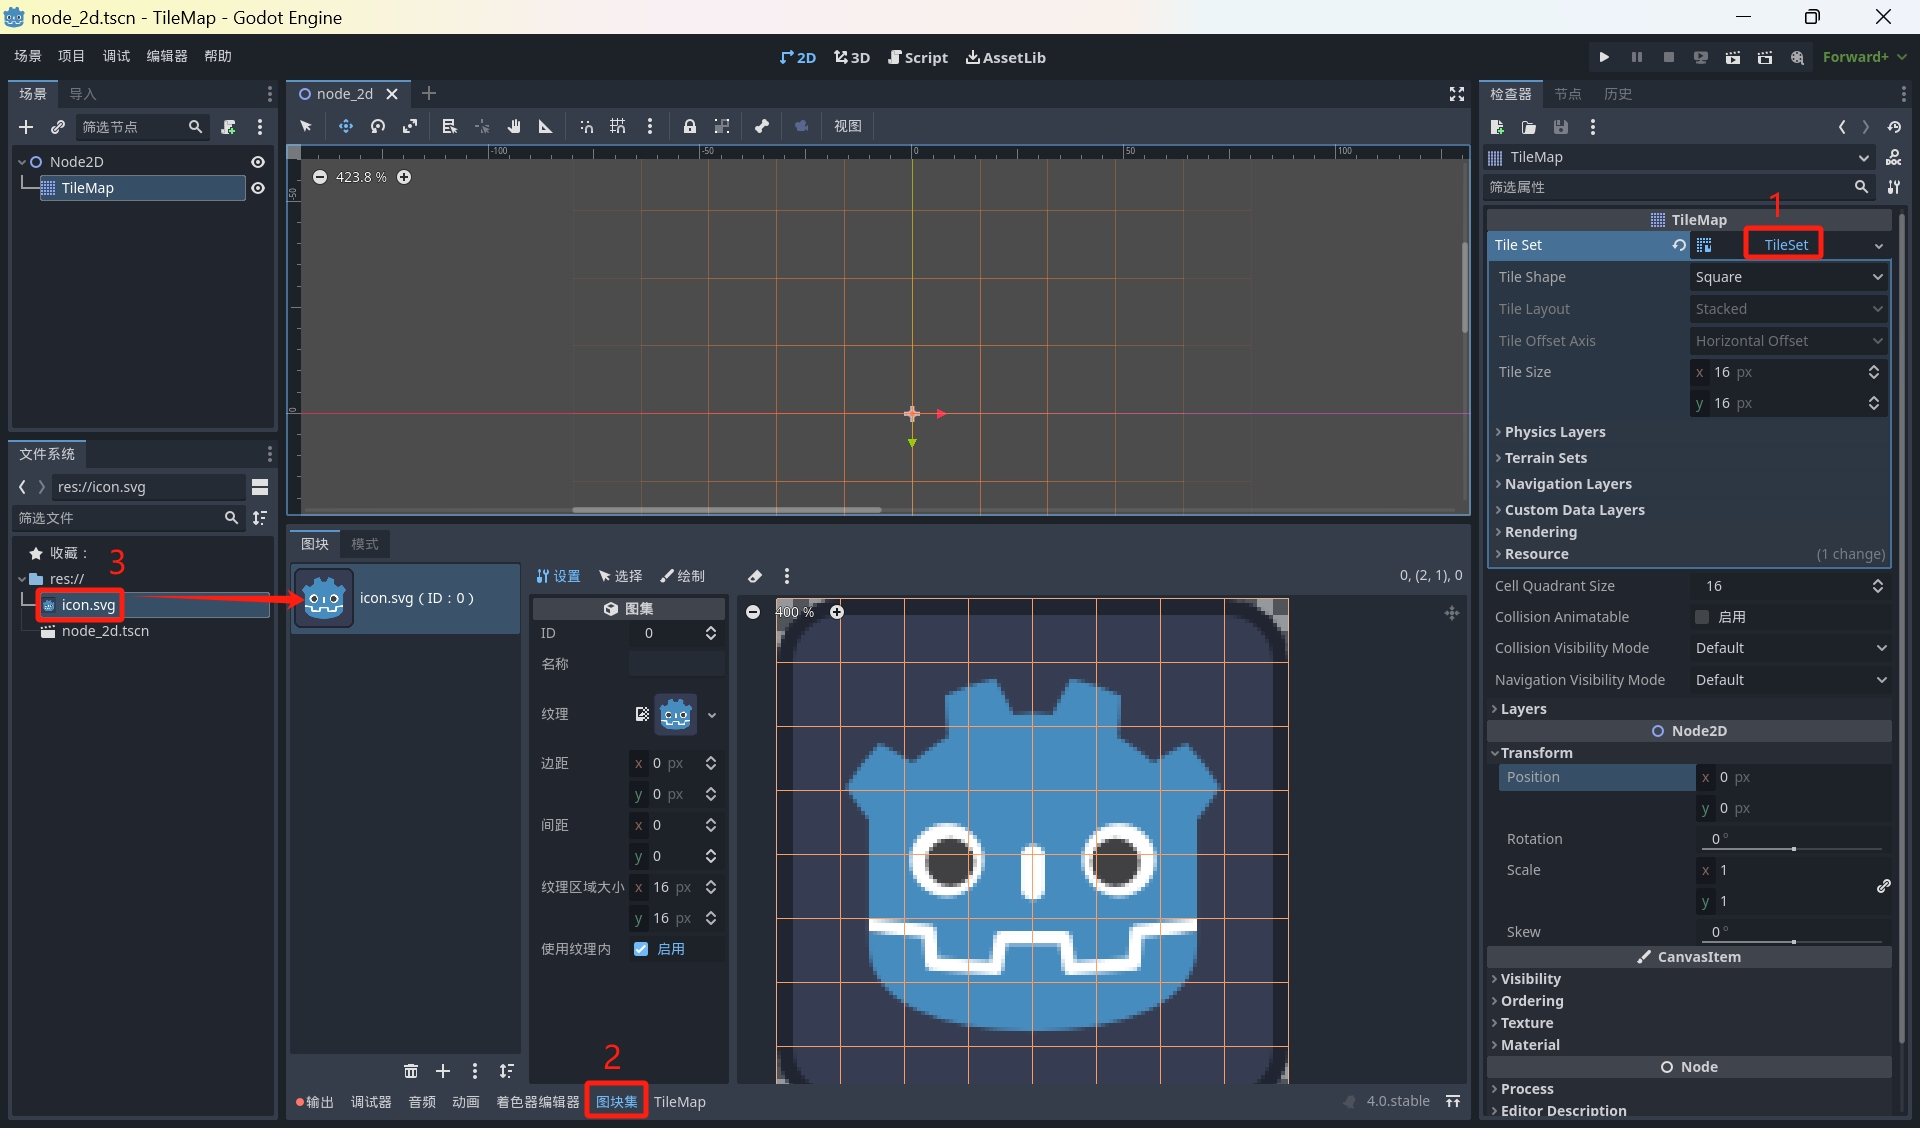 node_2d.tscn - TileMap - Godot Engine
场景 项目 调试 编辑器 帮助
2D 3D Script AssetLib
Forward+
场景 导入
筛选节点
Node2D
TileMap
文件系统
res://icon.svg
筛选文件
收藏：
3
res://
icon.svg
node_2d.tscn
node_2d
视图
-100 -50 0 50 100
-50
0
423.8 %
图块 模式
icon.svg（ID：0）
设置 选择 绘制
0, (2, 1), 0
图集
ID 0
名称
纹理
边距 x 0 px
y 0 px
间距 x 0
y 0
纹理区域大小 x 16 px
y 16 px
使用纹理内 启用
400 %
2
输出 调试器 音频 动画 着色器编辑器 图块集 TileMap
4.0.stable
检查器 节点 历史
TileMap
筛选属性
1
TileMap
Tile Set TileSet
Tile Shape Square
Tile Layout Stacked
Tile Offset Axis Horizontal Offset
Tile Size x 16 px
y 16 px
Physics Layers
Terrain Sets
Navigation Layers
Custom Data Layers
Rendering
Resource (1 change)
Cell Quadrant Size 16
Collision Animatable 启用
Collision Visibility Mode Default
Navigation Visibility Mode Default
Layers
Node2D
Transform
Position x 0 px
y 0 px
Rotation 0 °
Scale x 1
y 1
Skew 0 °
CanvasItem
Visibility
Ordering
Texture
Material
Node
Process
Editor Description